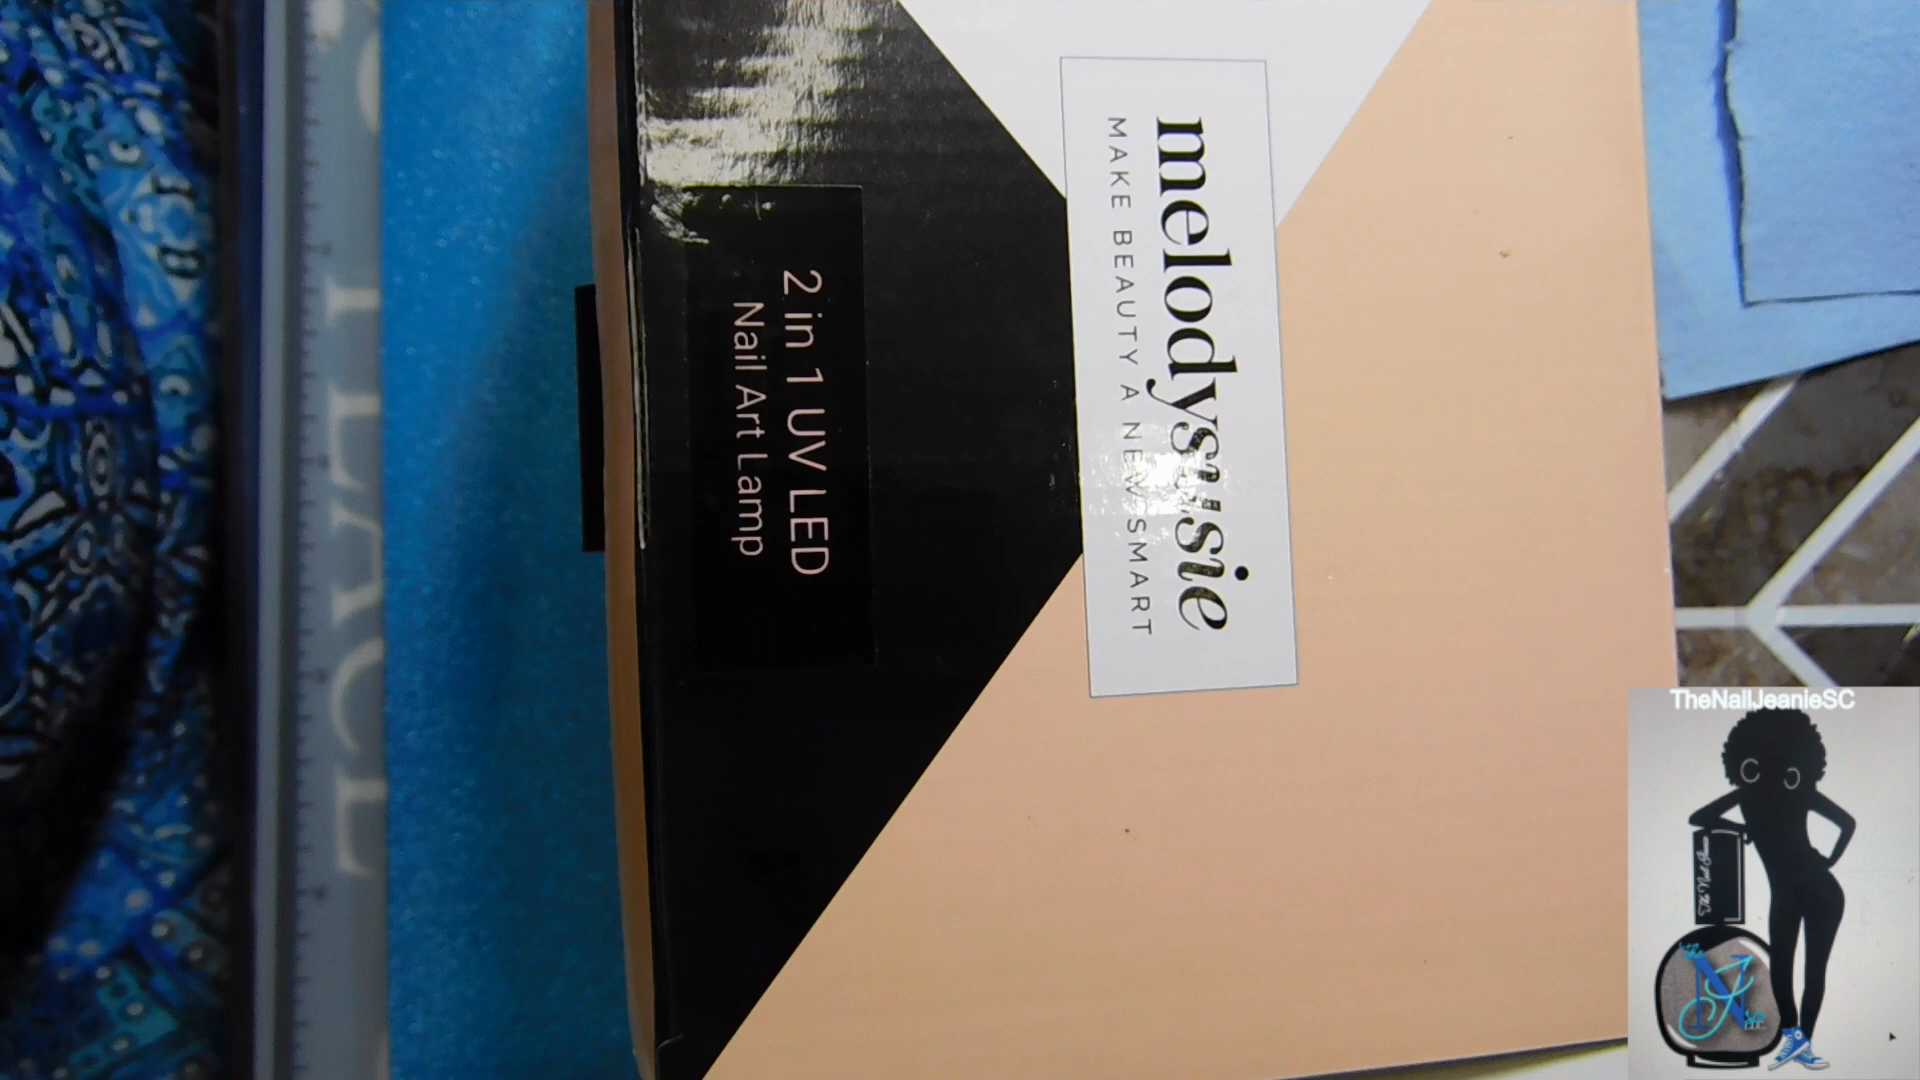 melodysusie
MAKE BEAUTY A NEW SMART
2 in 1 UV LED
Nail Art Lamp
TheNailJeanieSC